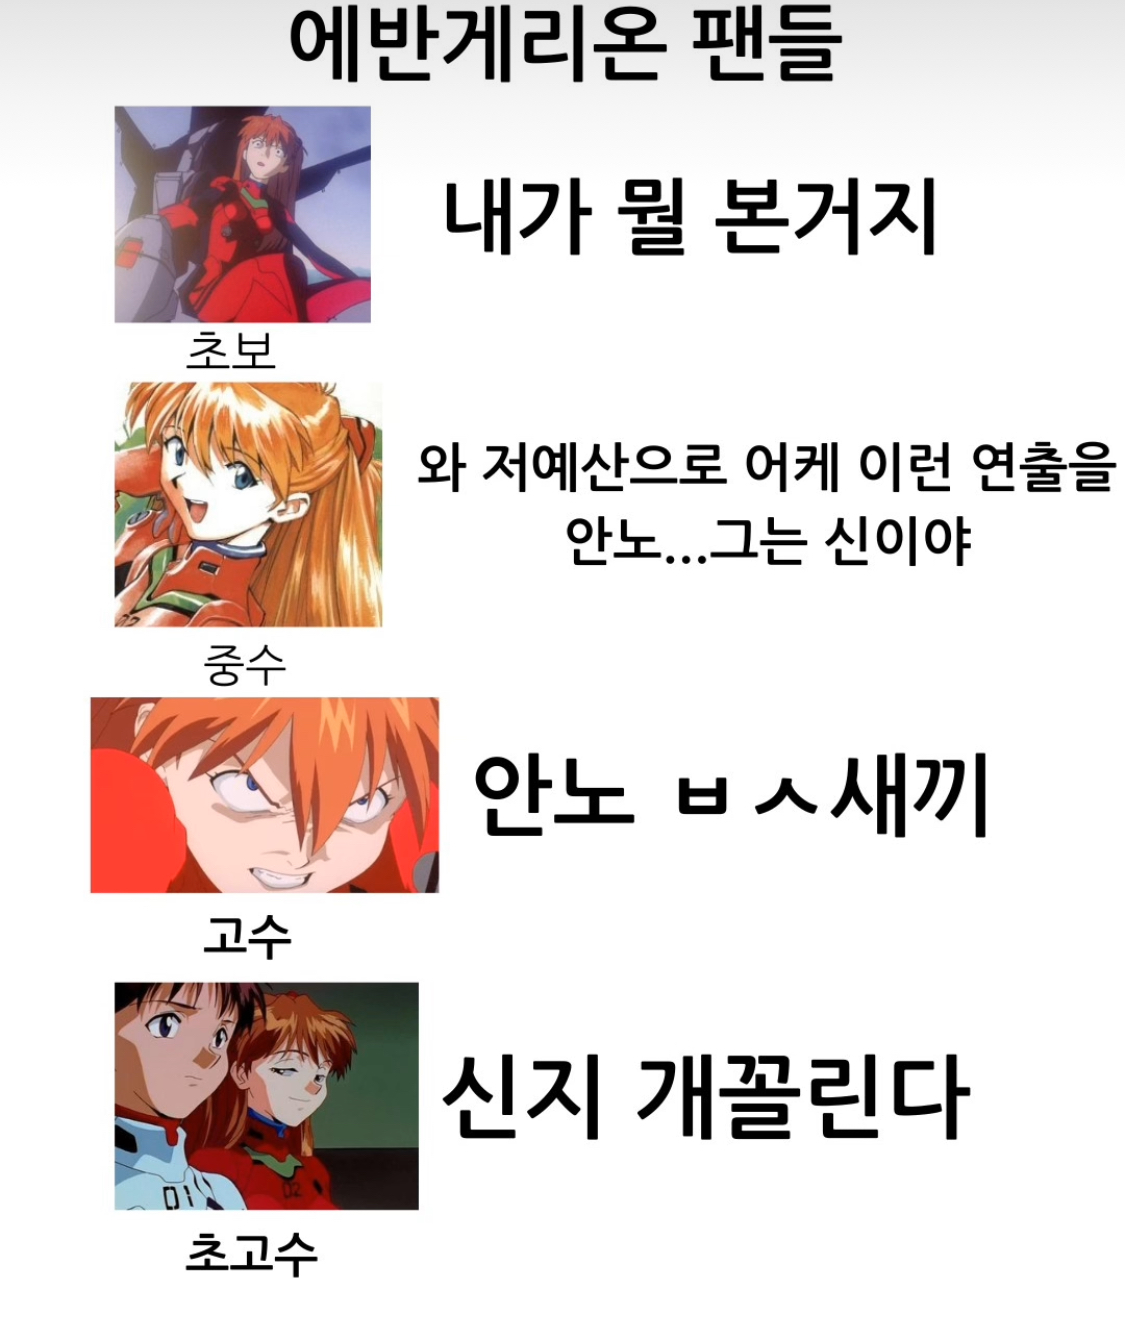 에반게리온 팬들
내가 뭘 본거지
초보
와 저예산으로 어케 이런 연출을
안노...그는 신이야
중수
안노 ㅂㅅ새끼
고수
신지 개꼴린다
01
02
초고수